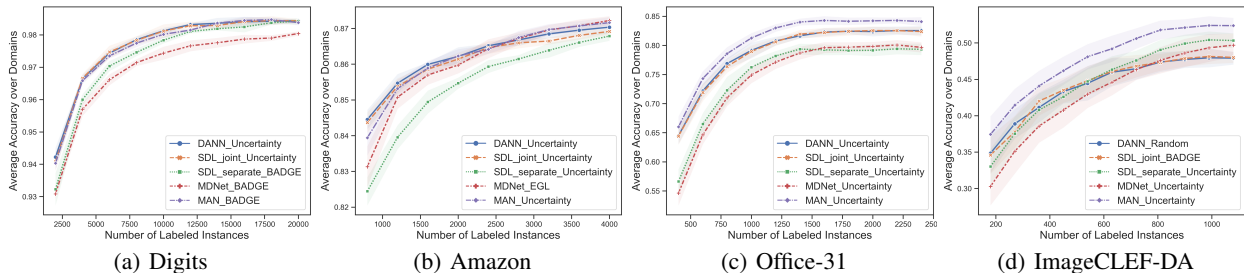 Average Accuracy over Domains
0.98
0.97
0.96
0.95
0.94
0.93
DANN_Uncertainty
SDL_joint_Uncertainty
SDL_separate_BADGE
MDNet_BADGE
MAN_BADGE
2500 5000 7500 10000 12500 15000 17500 20000
Number of Labeled Instances
(a) Digits
Average Accuracy over Domains
0.87
0.86
0.85
0.84
0.83
0.82
DANN_Uncertainty
SDL_joint_Uncertainty
SDL_separate_Uncertainty
MDNet_EGL
MAN_Uncertainty
1000 1500 2000 2500 3000 3500 4000
Number of Labeled Instances
(b) Amazon
Average Accuracy over Domains
0.85
0.80
0.75
0.70
0.65
0.60
0.55
DANN_Uncertainty
SDL_joint_Uncertainty
SDL_separate_Uncertainty
MDNet_Uncertainty
MAN_Uncertainty
500 750 1000 1250 1500 1750 2000 2250 250
Number of Labeled Instances
(c) Office-31
Average Accuracy over Domains
0.50
0.45
0.40
0.35
0.30
DANN_Random
SDL_joint_BADGE
SDL_separate_Uncertainty
MDNet_Uncertainty
MAN_Uncertainty
200 400 600 800 1000
Number of Labeled Instances
(d) ImageCLEF-DA